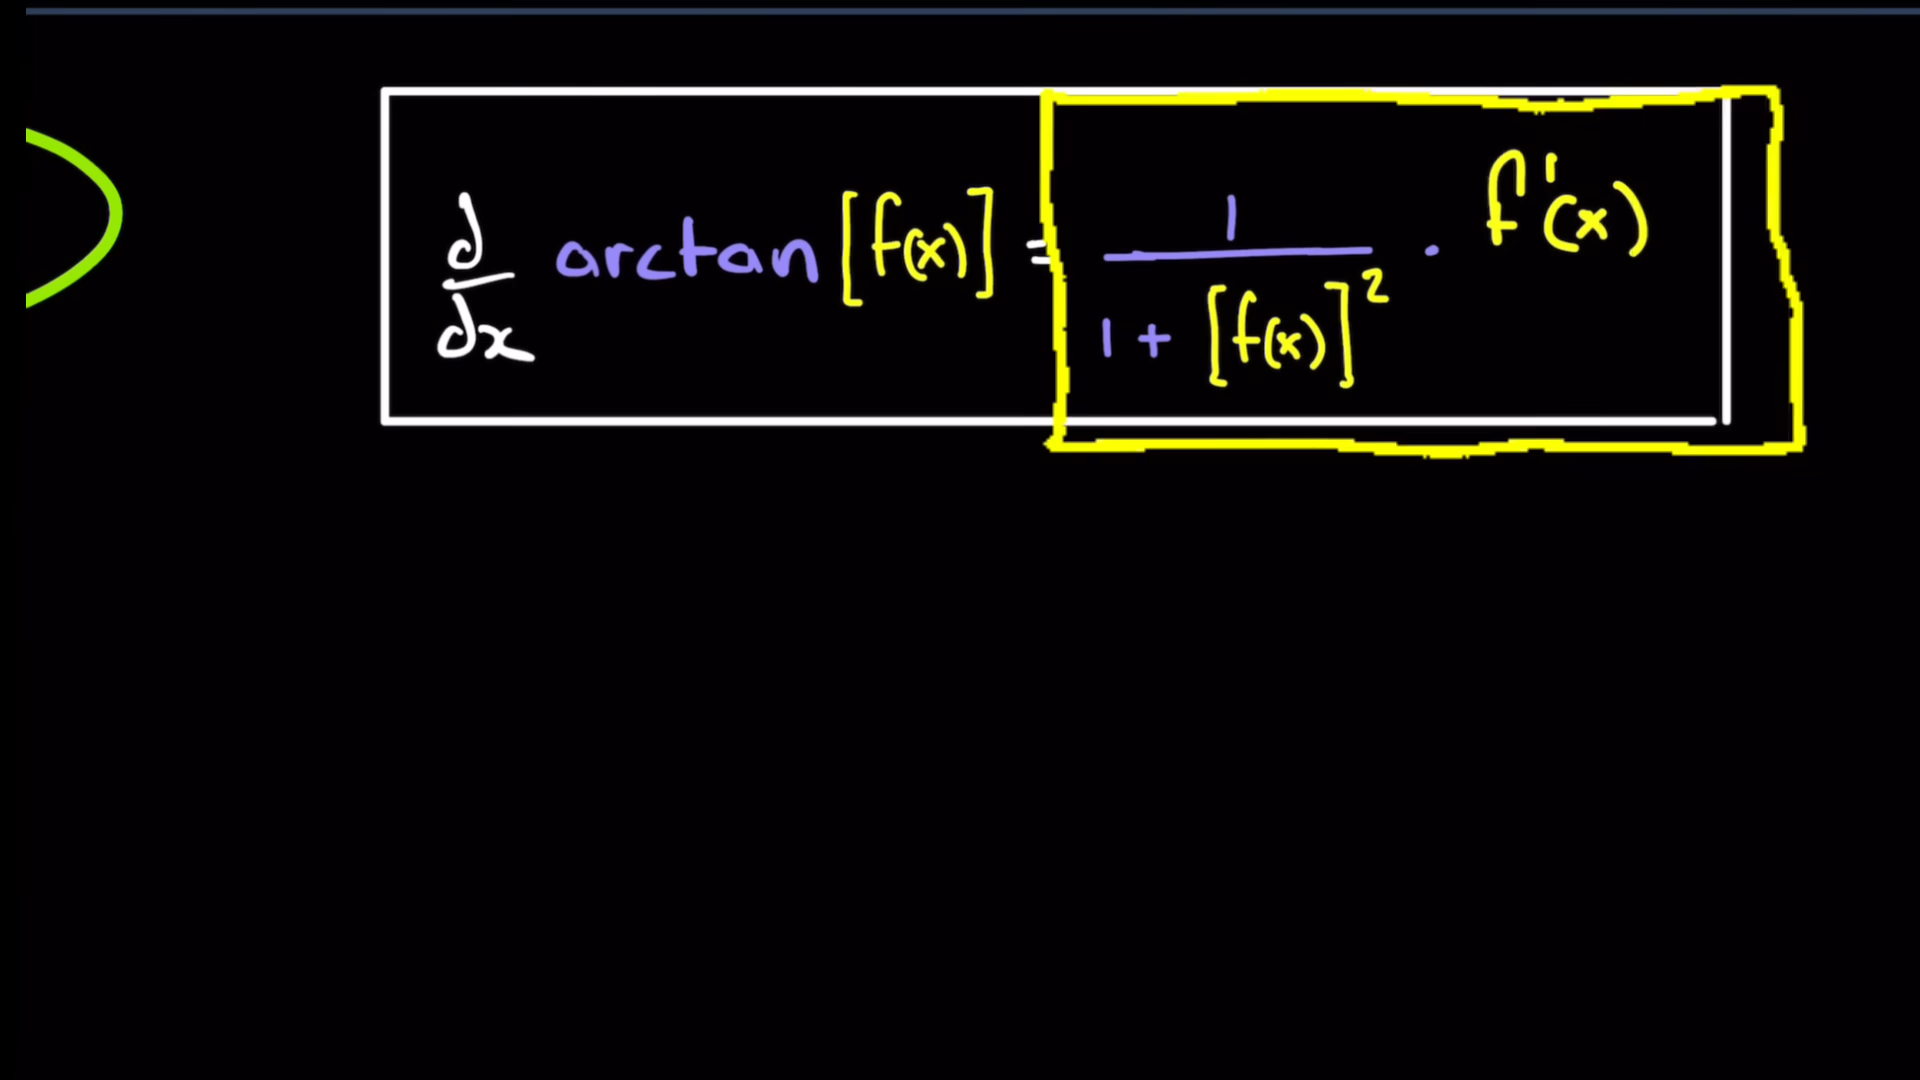 d/dx arctan [f(x)] = 1/(1 + [f(x)]²) · f'(x)